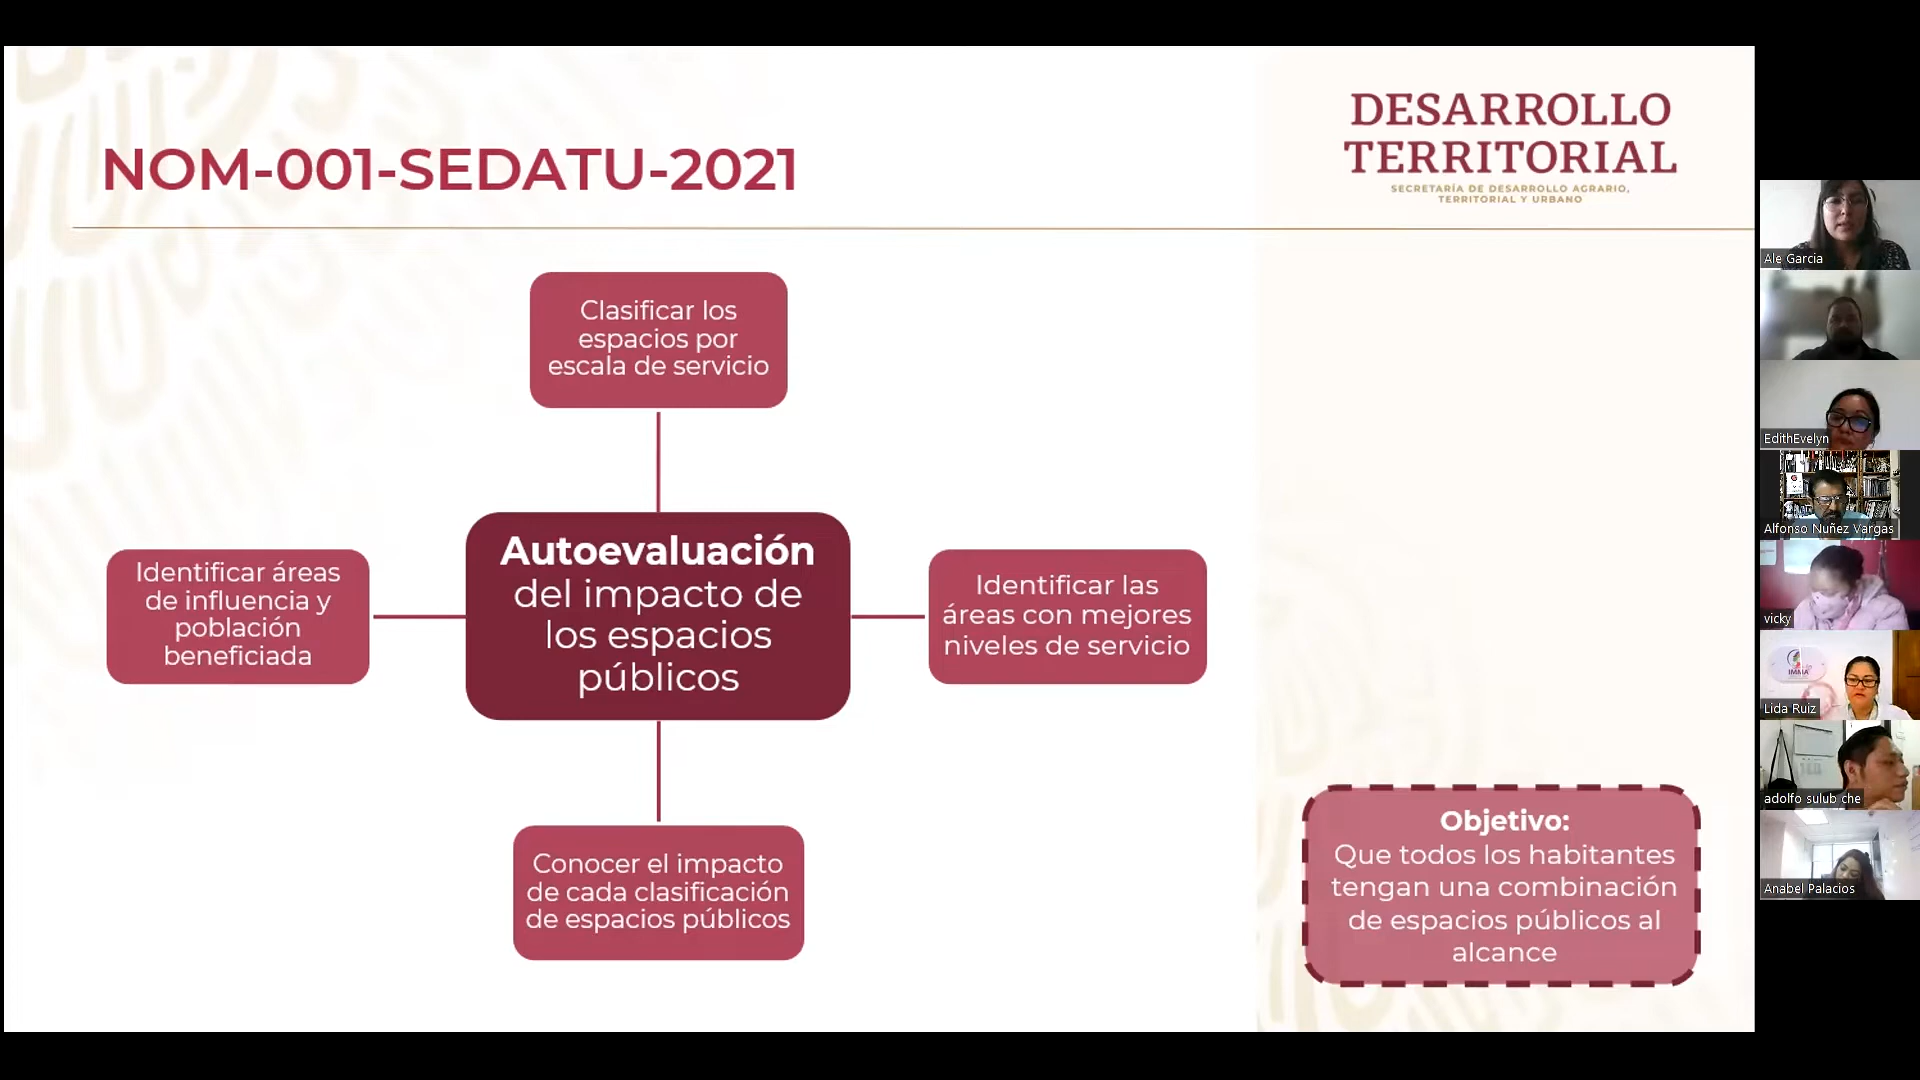 NOM-001-SEDATU-2021
DESARROLLO
TERRITORIAL
SECRETARÍA DE DESARROLLO AGRARIO,
TERRITORIAL Y URBANO
Clasificar los
espacios por
escala de servicio
Identificar áreas
de influencia y
población
beneficiada
Autoevaluación
del impacto de
los espacios
públicos
Identificar las
áreas con mejores
niveles de servicio
Conocer el impacto
de cada clasificación
de espacios públicos
Objetivo:
Que todos los habitantes
tengan una combinación
de espacios públicos al
alcance
Ale Garcia
EdithEvelyn
Alfonso Nuñez Vargas
vicky
Lida Ruiz
adolfo sulub che
Anabel Palacios